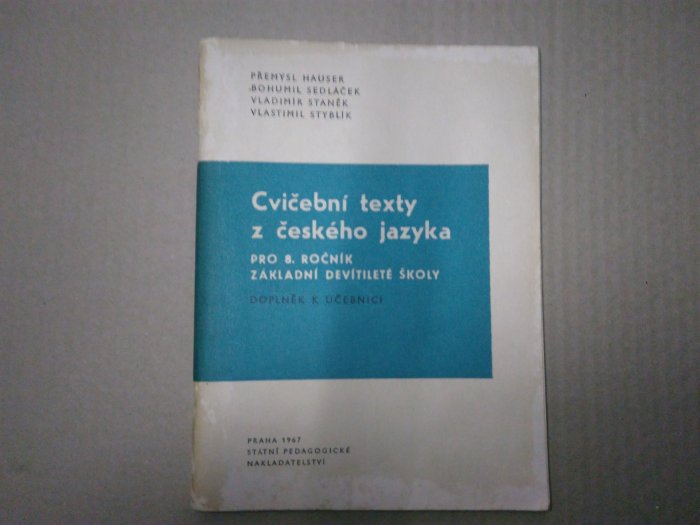 PŘEMYSL HAUSER
BOHUMIL SEDLÁČEK
VLADIMÍR STANĚK
VLASTIMIL STYBLÍK
Cvičební texty
z českého jazyka
PRO 8. ROČNÍK
ZÁKLADNÍ DEVÍTILETÉ ŠKOLY
DOPLNĚK K UČEBNICI
PRAHA 1967
STÁTNÍ PEDAGOGICKÉ
NAKLADATELSTVÍ